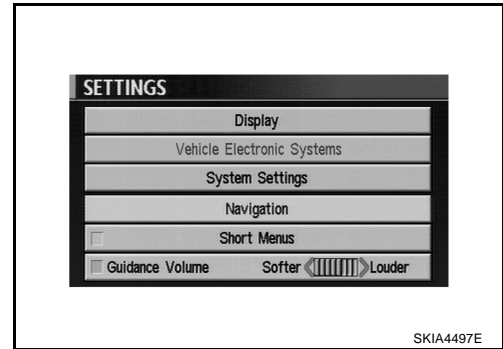 SETTINGS
Display
Vehicle Electronic Systems
System Settings
Navigation
Short Menus
Guidance Volume Softer Louder
SKIA4497E